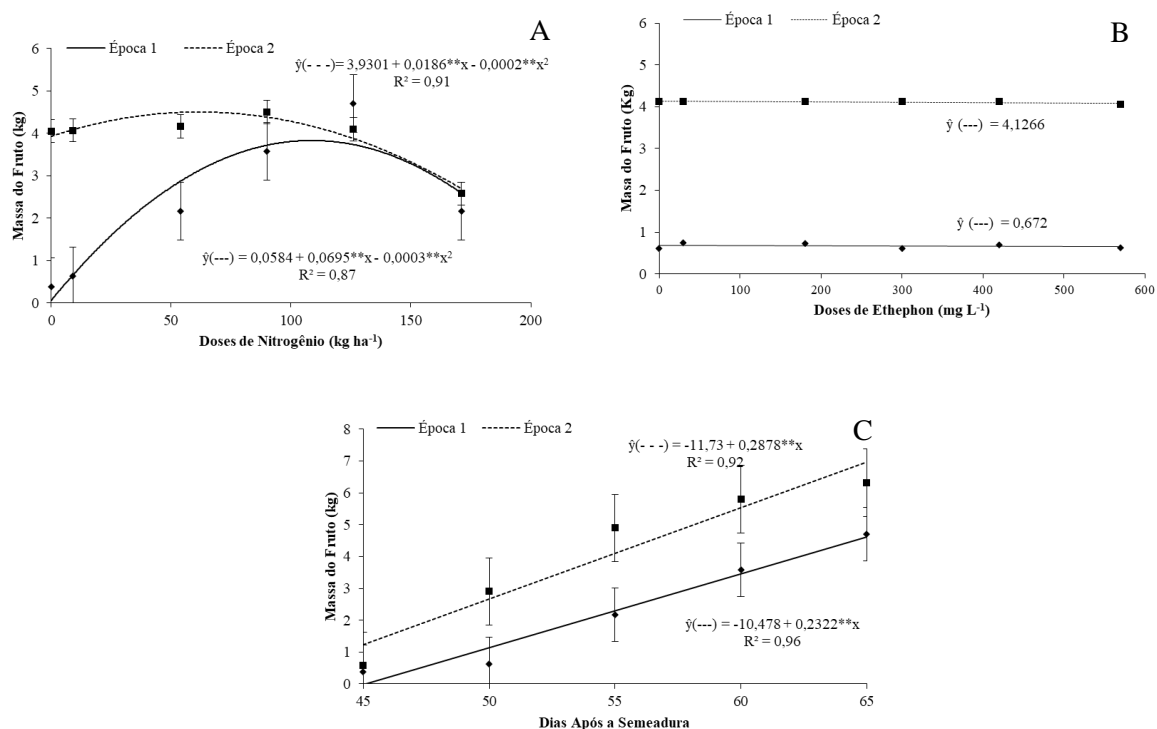 A
Época 1 Época 2
ŷ(- - -)= 3,9301 + 0,0186**x - 0,0002**x²
R² = 0,91
Massa do Fruto (kg)
6
5
4
3
2
1
0
ŷ(---) = 0,0584 + 0,0695**x - 0,0003**x²
R² = 0,87
0 50 100 150 200
Doses de Nitrogênio (kg ha⁻¹)
B
Época 1 Época 2
Masa do Fruto (Kg)
6
5
4
3
2
1
0
ŷ (---) = 4,1266
ŷ (---) = 0,672
0 100 200 300 400 500 600
Doses de Ethephon (mg L⁻¹)
C
Época 1 Época 2
ŷ(- - -) = -11,73 + 0,2878**x
R² = 0,92
Massa do Fruto (kg)
8
7
6
5
4
3
2
1
0
ŷ(---) = -10,478 + 0,2322**x
R² = 0,96
45 50 55 60 65
Dias Após a Semeadura